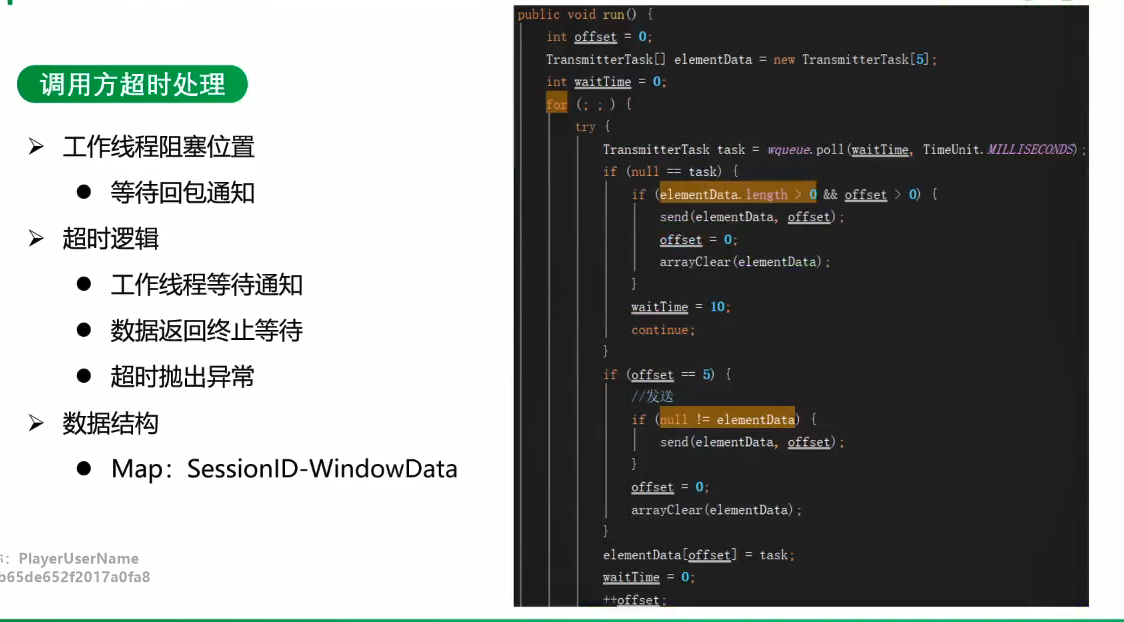 调用方超时处理
➢ 工作线程阻塞位置
● 等待回包通知
➢ 超时逻辑
● 工作线程等待通知
● 数据返回终止等待
● 超时抛出异常
➢ 数据结构
● Map：SessionID-WindowData
: PlayerUserName
b65de652f2017a0fa8
public void run() {
int offset = 0;
TransmitterTask[] elementData = new TransmitterTask[5];
int waitTime = 0;
for (; ; ) {
try {
TransmitterTask task = wqueue.poll(waitTime, TimeUnit.MILLISECONDS);
if (null == task) {
if (elementData.length > 0 && offset > 0) {
send(elementData, offset);
offset = 0;
arrayClear(elementData);
}
waitTime = 10;
continue;
}
if (offset == 5) {
//发送
if (null != elementData) {
send(elementData, offset);
}
offset = 0;
arrayClear(elementData);
}
elementData[offset] = task;
waitTime = 0;
++offset;